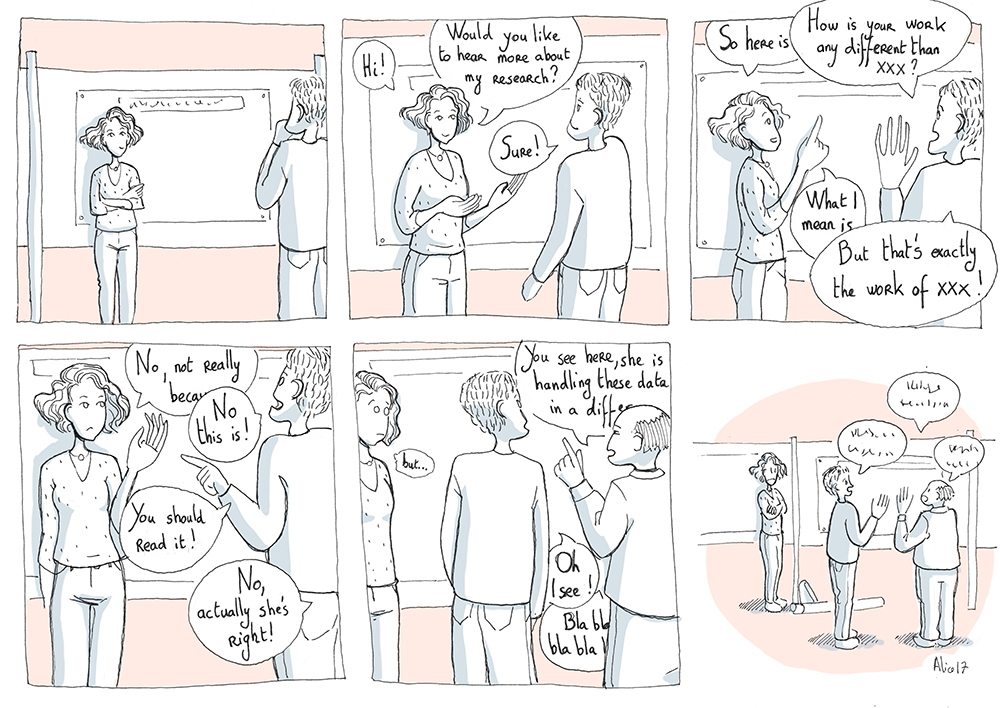 Hi!
Would you like
to hear more about
my research?
Sure!
So here is
How is your work
any different than
xxx?
What I
mean is
But that's exactly
the work of xxx!
No, not really
becau
No
this is!
You should
read it!
No,
actually she's
right!
You see here, she is
handling these data
in a differ
but...
Oh
I see!
Bla bla
bla bla
Alice17